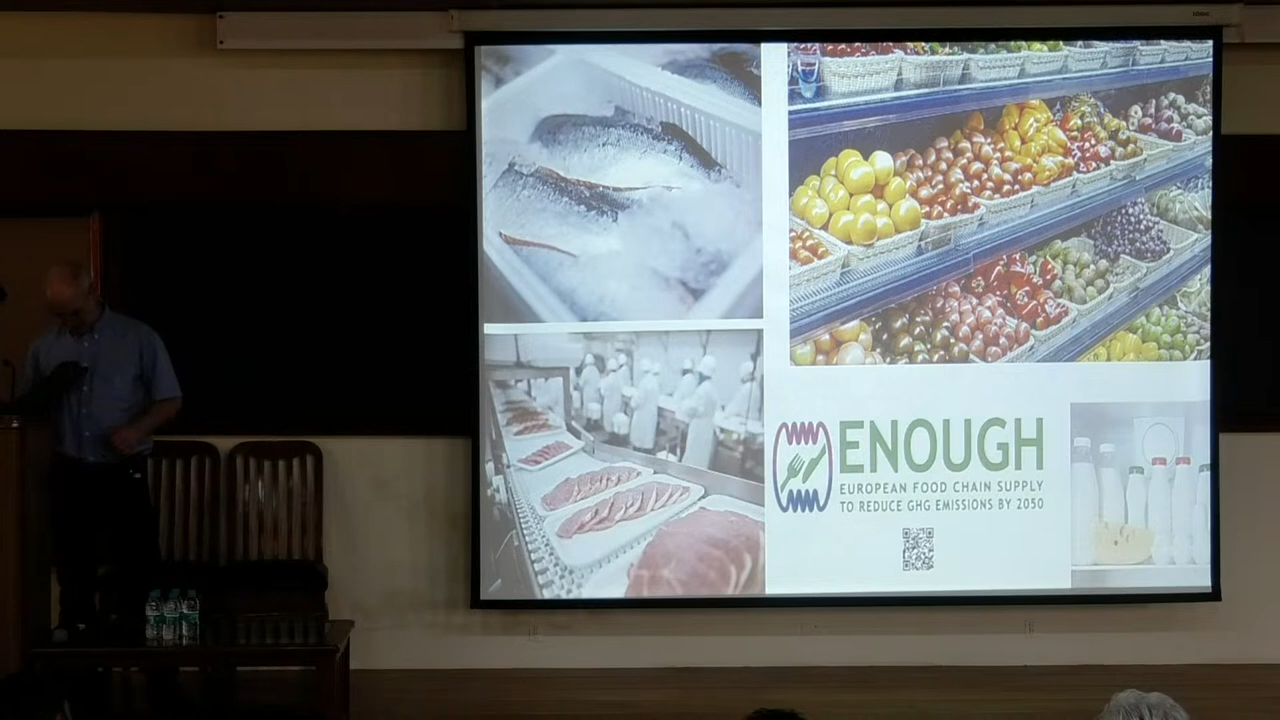 ENOUGH
EUROPEAN FOOD CHAIN SUPPLY
TO REDUCE GHG EMISSIONS BY 2050